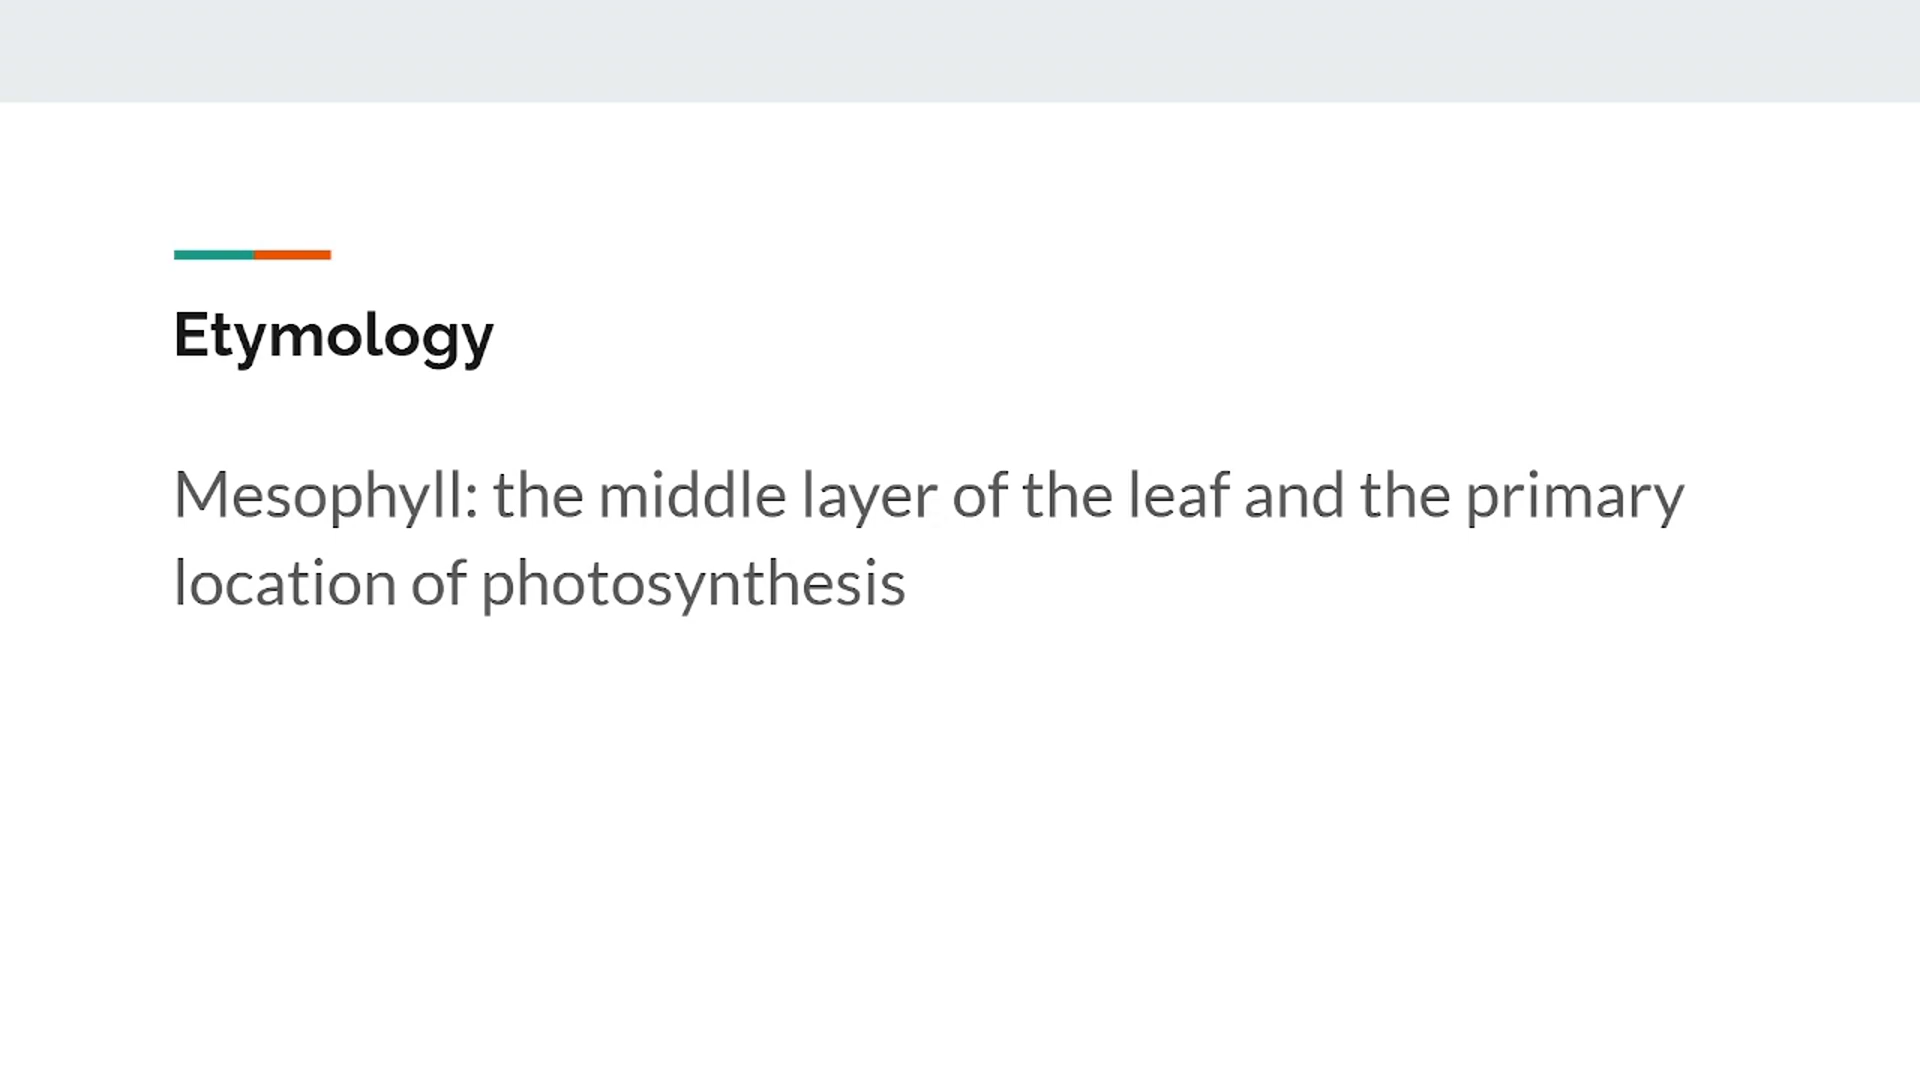 Etymology
Mesophyll: the middle layer of the leaf and the primary
location of photosynthesis